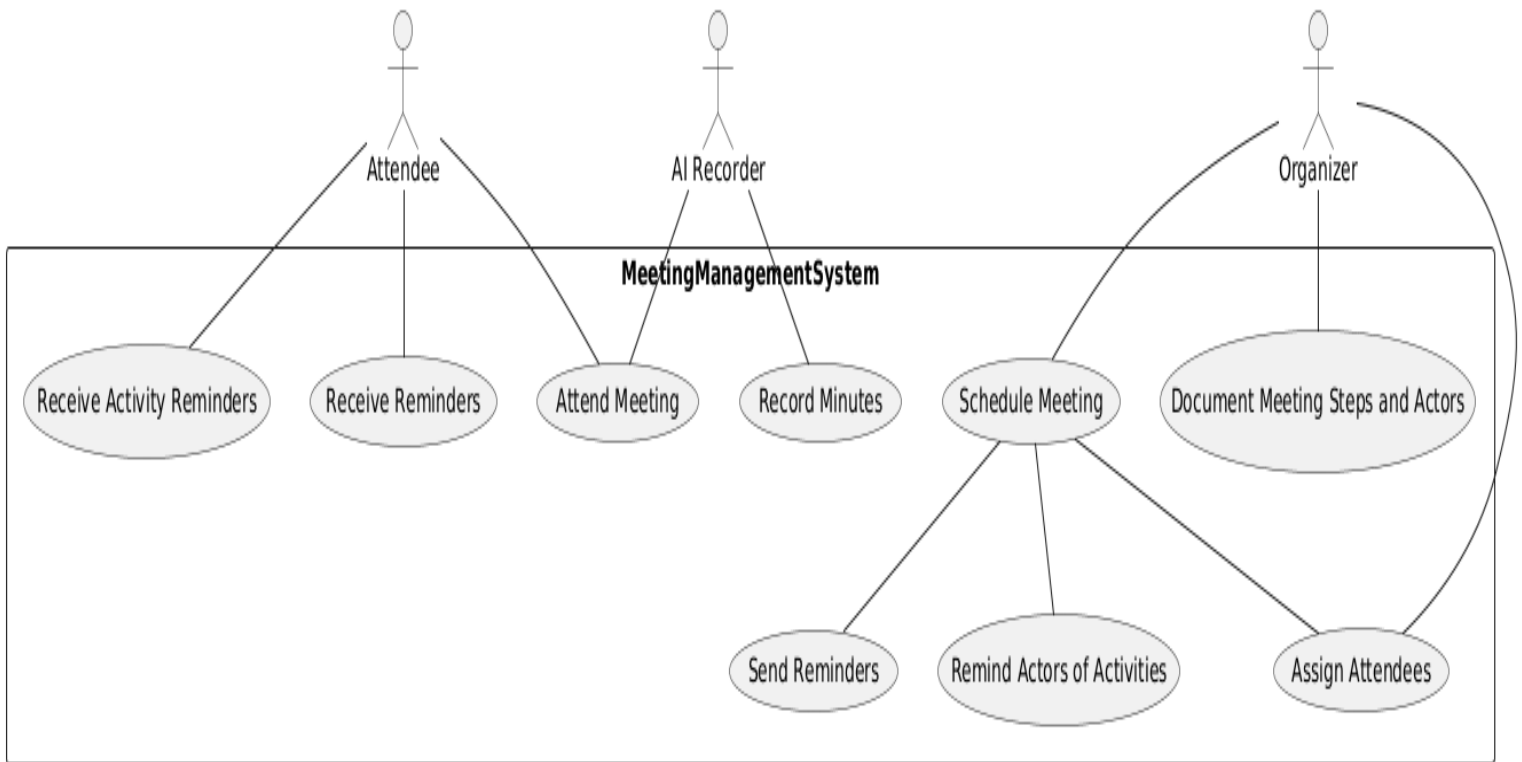 Attendee
AI Recorder
Organizer
MeetingManagementSystem
Receive Activity Reminders
Receive Reminders
Attend Meeting
Record Minutes
Schedule Meeting
Document Meeting Steps and Actors
Send Reminders
Remind Actors of Activities
Assign Attendees